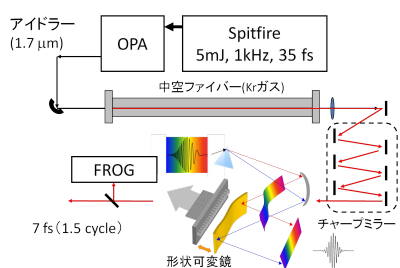 アイドラー
(1.7 μm)
OPA
Spitfire
5mJ, 1kHz, 35 fs
中空ファイバー(Krガス)
FROG
7 fs(1.5 cycle)
形状可変鏡
チャープミラー